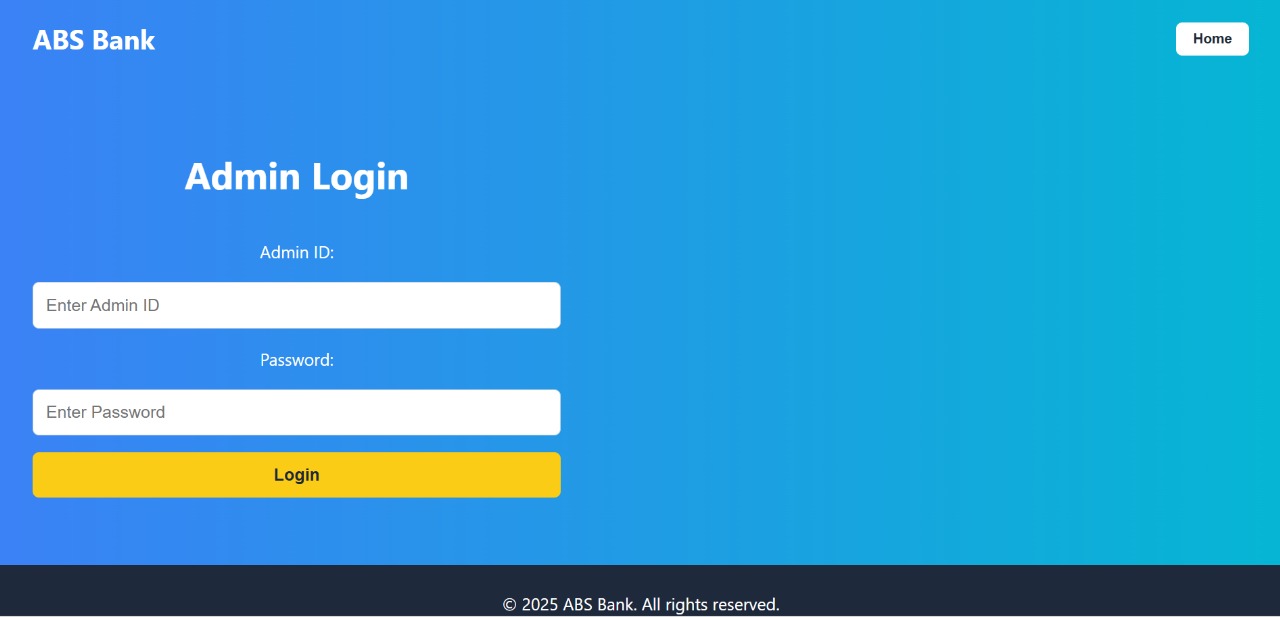 ABS Bank
Home
Admin Login
Admin ID:
Enter Admin ID
Password:
Enter Password
Login
© 2025 ABS Bank. All rights reserved.